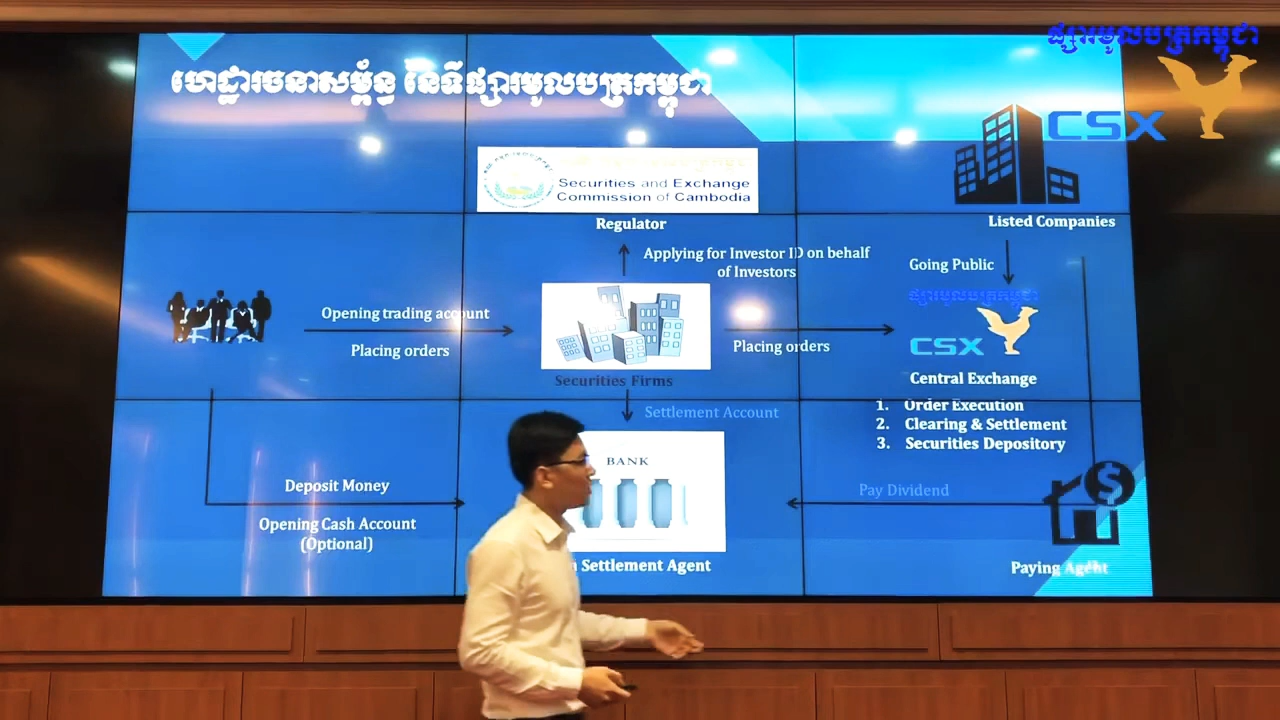 ផ្សារមូលបត្រកម្ពុជា
CSX
ហេដ្ឋារចនាសម្ព័ន្ធ នៃទីផ្សារមូលបត្រកម្ពុជា
Securities and Exchange
Commission of Cambodia
Regulator
Listed Companies
Applying for Investor ID on behalf
of Investors
Going Public
ផ្សារមូលបត្រកម្ពុជា
CSX
Opening trading account
Placing orders
Placing orders
Securities Firms
Central Exchange
1. Order Execution
2. Clearing & Settlement
3. Securities Depository
Settlement Account
BANK
Deposit Money
Opening Cash Account
(Optional)
Pay Dividend
$
Settlement Agent
Paying Agent